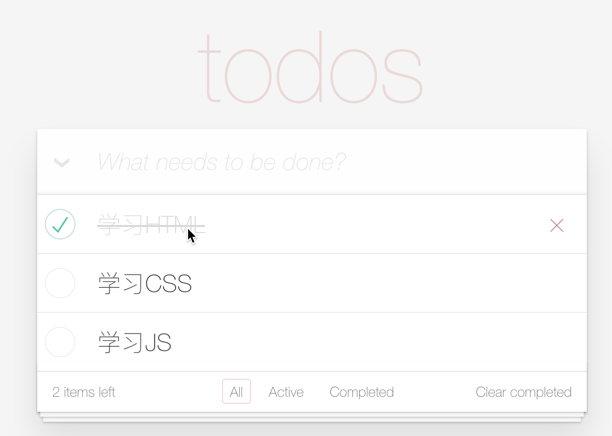 todos
What needs to be done?
学习HTML
学习CSS
学习JS
2 items left All Active Completed Clear completed